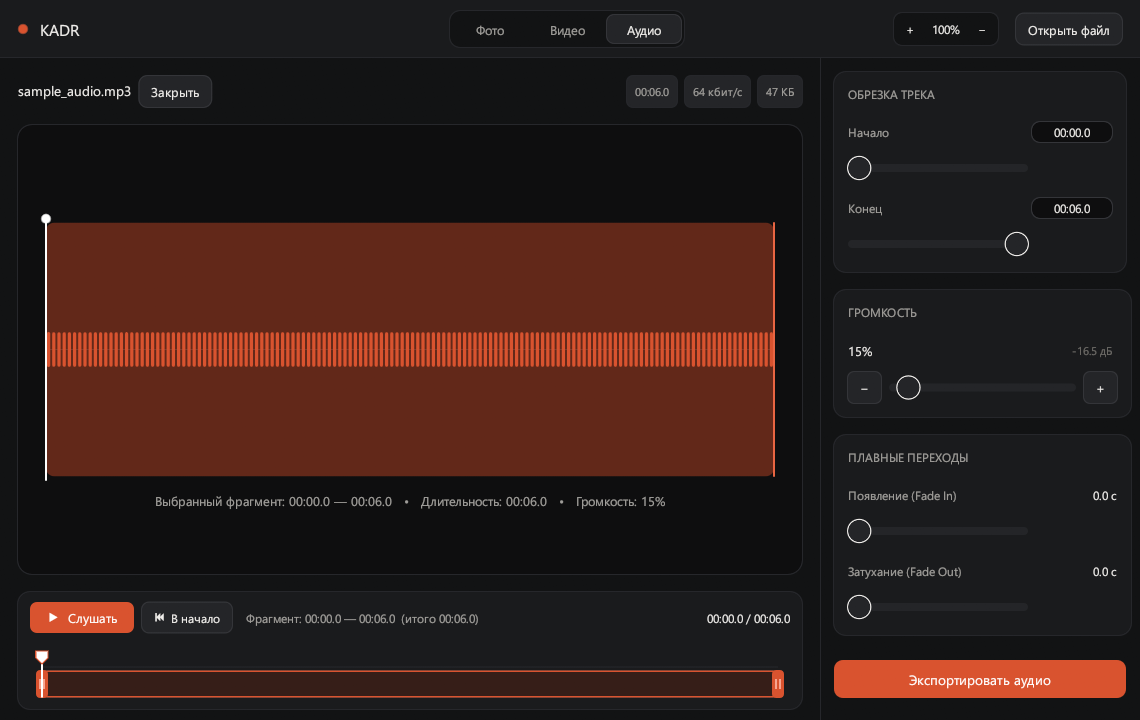 KADR
Фото Видео Аудио
+ 100% −
Открыть файл
sample_audio.mp3 Закрыть
00:06.0 64 кбит/с 47 КБ
Выбранный фрагмент: 00:00.0 — 00:06.0 • Длительность: 00:06.0 • Громкость: 15%
Слушать В начало Фрагмент: 00:00.0 — 00:06.0 (итого 00:06.0) 00:00.0 / 00:06.0
ОБРЕЗКА ТРЕКА
Начало 00:00.0
Конец 00:06.0
ГРОМКОСТЬ
15% -16.5 дБ
− +
ПЛАВНЫЕ ПЕРЕХОДЫ
Появление (Fade In) 0.0 с
Затухание (Fade Out) 0.0 с
Экспортировать аудио